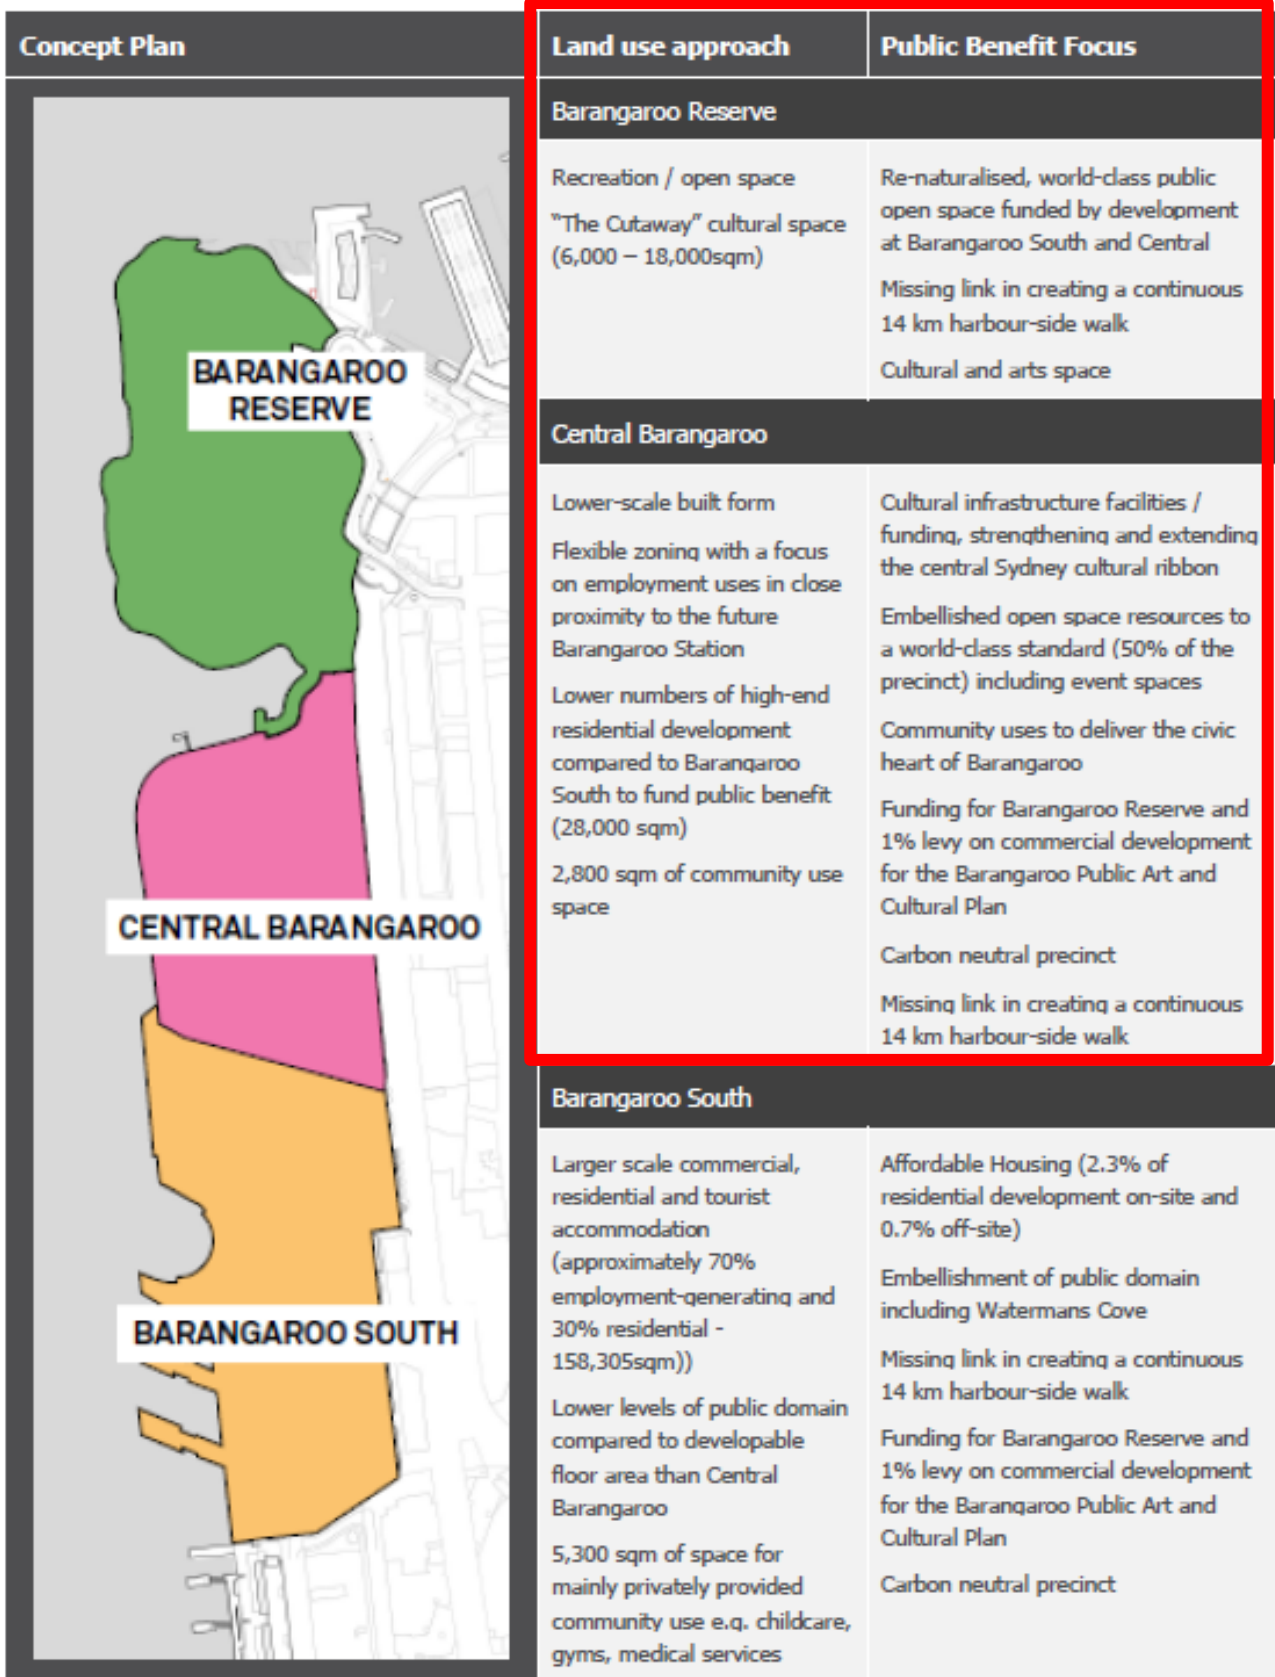 Concept Plan
Land use approach
Public Benefit Focus
BARANGAROO
RESERVE
CENTRAL BARANGAROO
BARANGAROO SOUTH
Barangaroo Reserve
Recreation / open space
“The Cutaway” cultural space
(6,000 – 18,000sqm)
Re-naturalised, world-class public
open space funded by development
at Barangaroo South and Central
Missing link in creating a continuous
14 km harbour-side walk
Cultural and arts space
Central Barangaroo
Lower-scale built form
Flexible zoning with a focus
on employment uses in close
proximity to the future
Barangaroo Station
Lower numbers of high-end
residential development
compared to Barangaroo
South to fund public benefit
(28,000 sqm)
2,800 sqm of community use
space
Cultural infrastructure facilities /
funding, strengthening and extending
the central Sydney cultural ribbon
Embellished open space resources to
a world-class standard (50% of the
precinct) including event spaces
Community uses to deliver the civic
heart of Barangaroo
Funding for Barangaroo Reserve and
1% levy on commercial development
for the Barangaroo Public Art and
Cultural Plan
Carbon neutral precinct
Missing link in creating a continuous
14 km harbour-side walk
Barangaroo South
Larger scale commercial,
residential and tourist
accommodation
(approximately 70%
employment-generating and
30% residential -
158,305sqm))
Lower levels of public domain
compared to developable
floor area than Central
Barangaroo
5,300 sqm of space for
mainly privately provided
community use e.g. childcare,
gyms, medical services
Affordable Housing (2.3% of
residential development on-site and
0.7% off-site)
Embellishment of public domain
including Watermans Cove
Missing link in creating a continuous
14 km harbour-side walk
Funding for Barangaroo Reserve and
1% levy on commercial development
for the Barangaroo Public Art and
Cultural Plan
Carbon neutral precinct